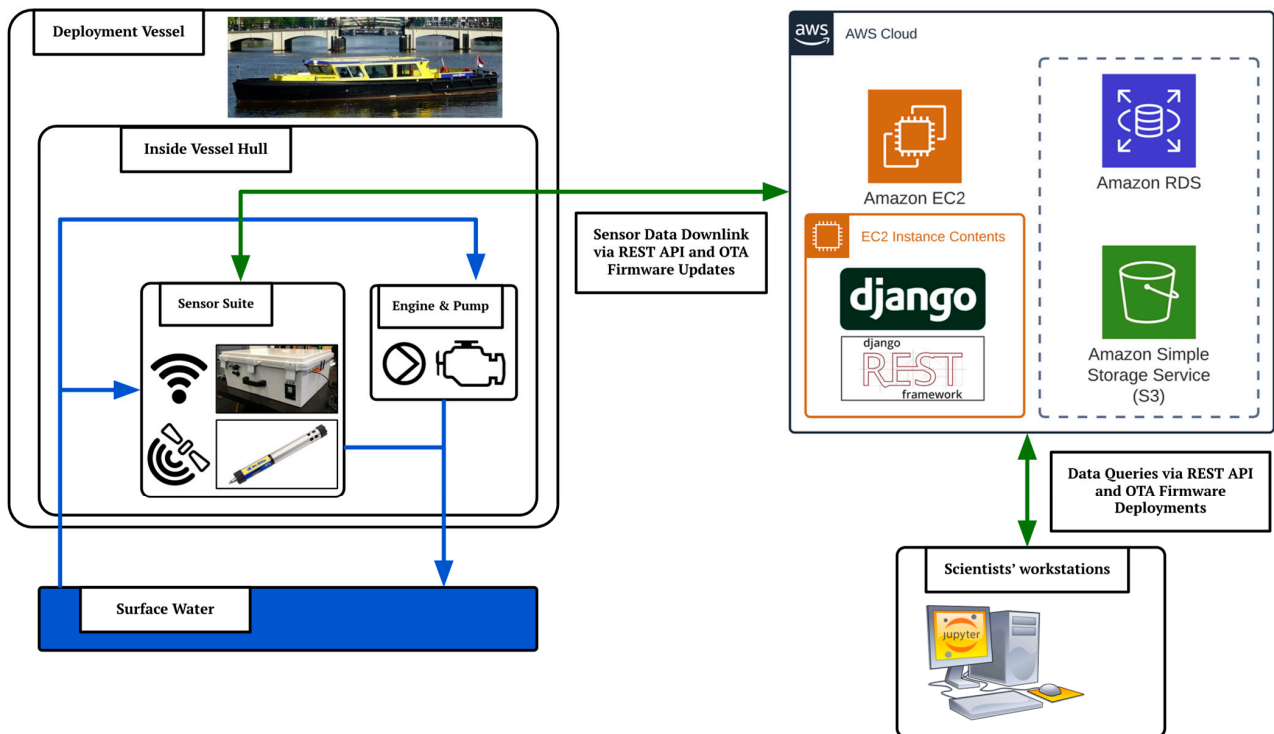 Deployment Vessel
Inside Vessel Hull
Sensor Suite
Engine & Pump
Surface Water
Sensor Data Downlink
via REST API and OTA
Firmware Updates
aws
AWS Cloud
Amazon EC2
EC2 Instance Contents
django
django
REST
framework
Amazon RDS
Amazon Simple
Storage Service
(S3)
Data Queries via REST API
and OTA Firmware
Deployments
Scientists’ workstations
jupyter